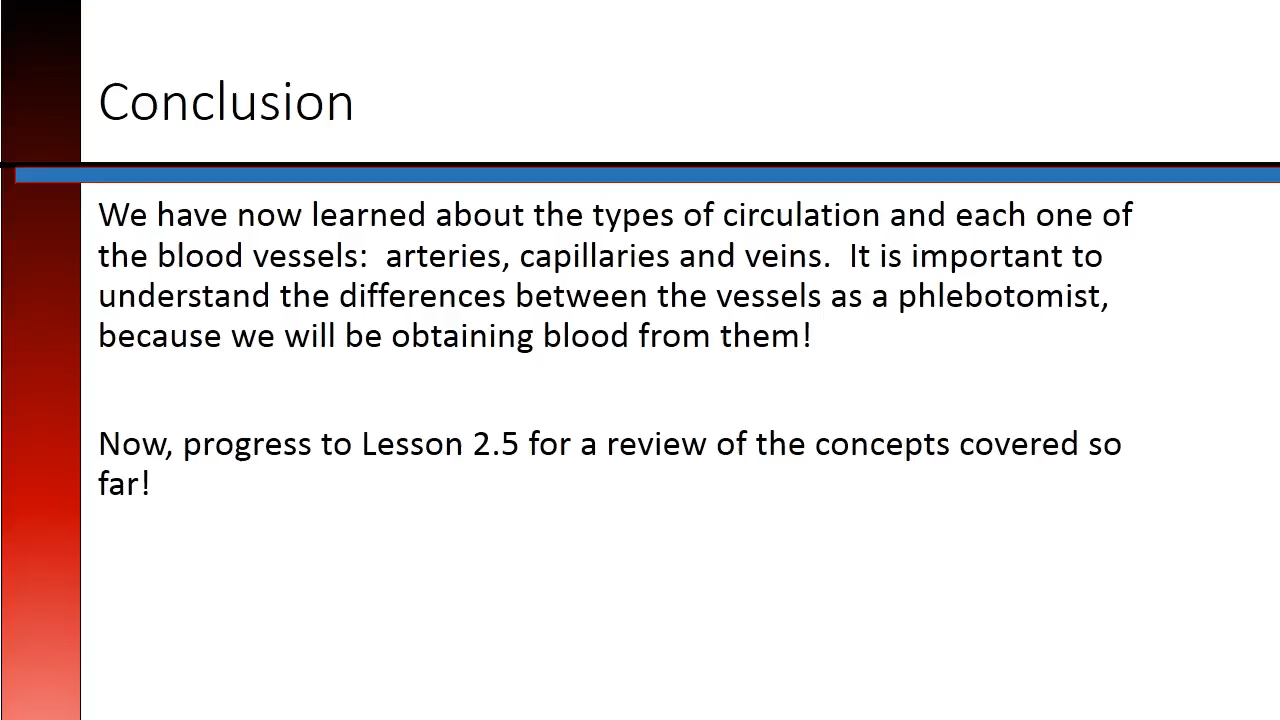 Conclusion
We have now learned about the types of circulation and each one of
the blood vessels:  arteries, capillaries and veins.  It is important to
understand the differences between the vessels as a phlebotomist,
because we will be obtaining blood from them!
Now, progress to Lesson 2.5 for a review of the concepts covered so
far!